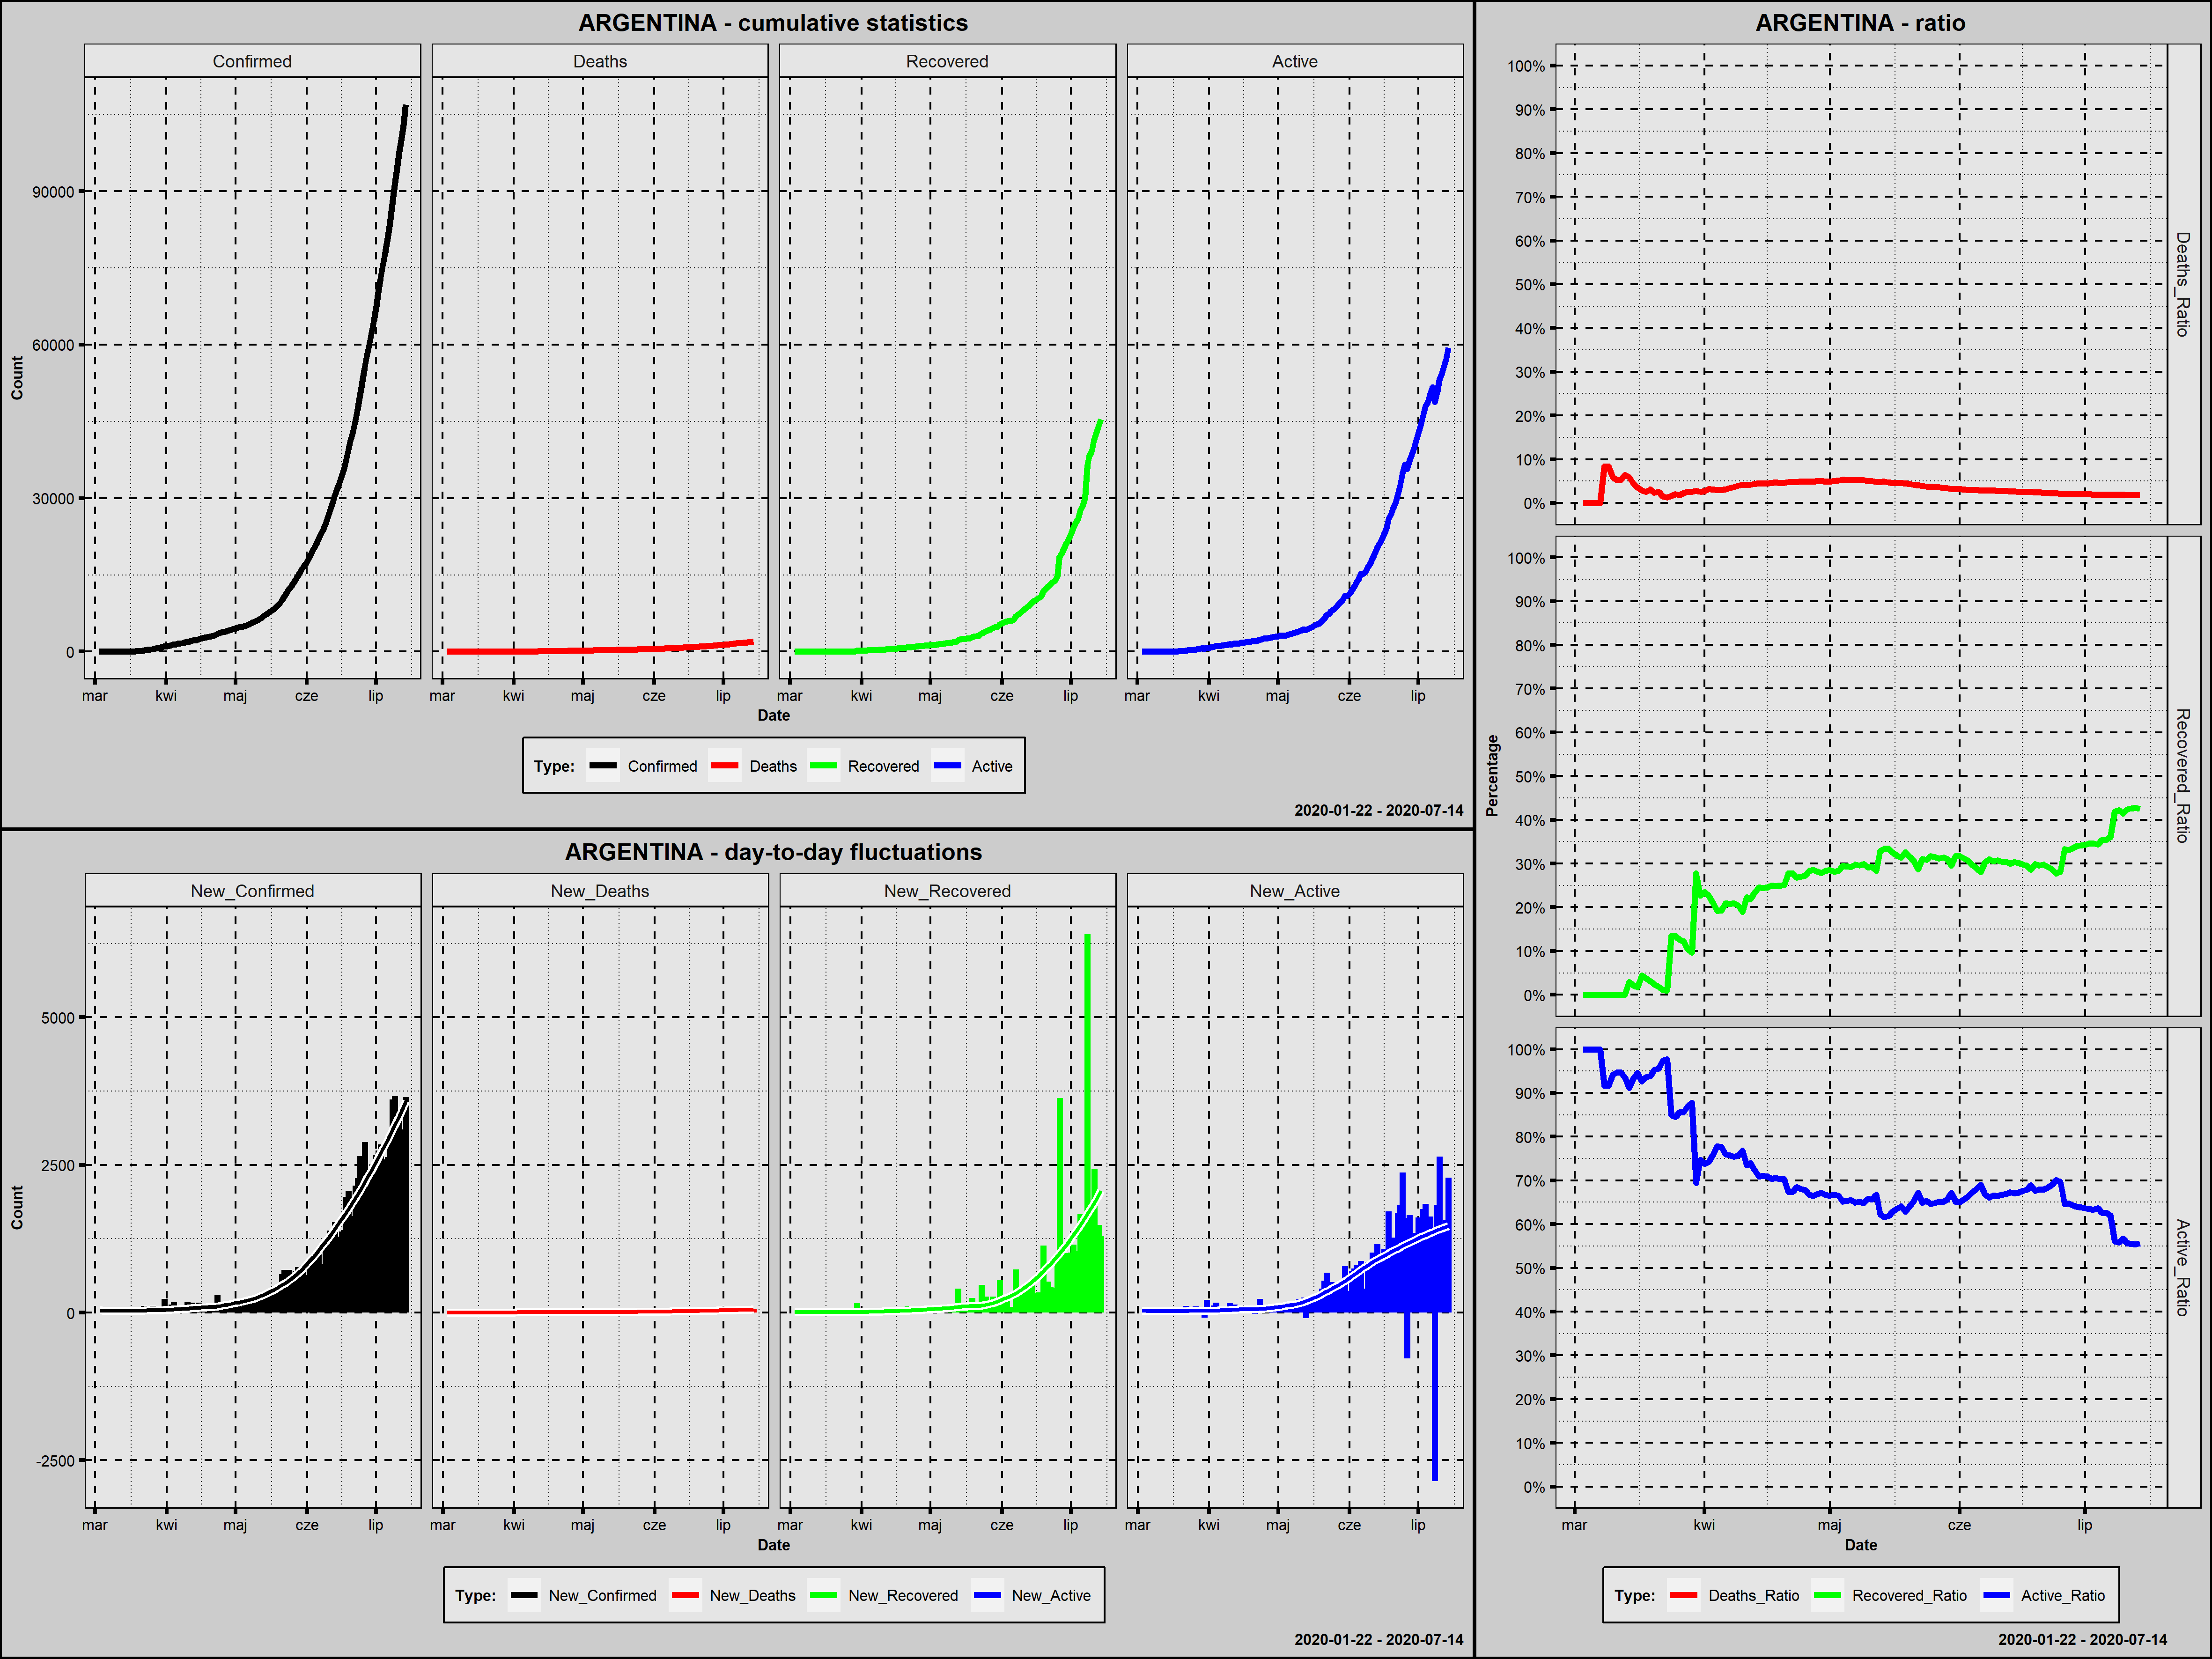 ARGENTINA - cumulative statistics
Confirmed Deaths Recovered Active
Count
90000
60000
30000
0
mar kwi maj cze lip mar kwi maj cze lip mar kwi maj cze lip mar kwi maj cze lip
Date
Type: Confirmed Deaths Recovered Active
2020-01-22 - 2020-07-14
ARGENTINA - day-to-day fluctuations
New_Confirmed New_Deaths New_Recovered New_Active
Count
5000
2500
0
-2500
mar kwi maj cze lip mar kwi maj cze lip mar kwi maj cze lip mar kwi maj cze lip
Date
Type: New_Confirmed New_Deaths New_Recovered New_Active
2020-01-22 - 2020-07-14
ARGENTINA - ratio
Percentage
100%
90%
80%
70%
60%
50%
40%
30%
20%
10%
0%
Deaths_Ratio
100%
90%
80%
70%
60%
50%
40%
30%
20%
10%
0%
Recovered_Ratio
100%
90%
80%
70%
60%
50%
40%
30%
20%
10%
0%
Active_Ratio
mar kwi maj cze lip
Date
Type: Deaths_Ratio Recovered_Ratio Active_Ratio
2020-01-22 - 2020-07-14